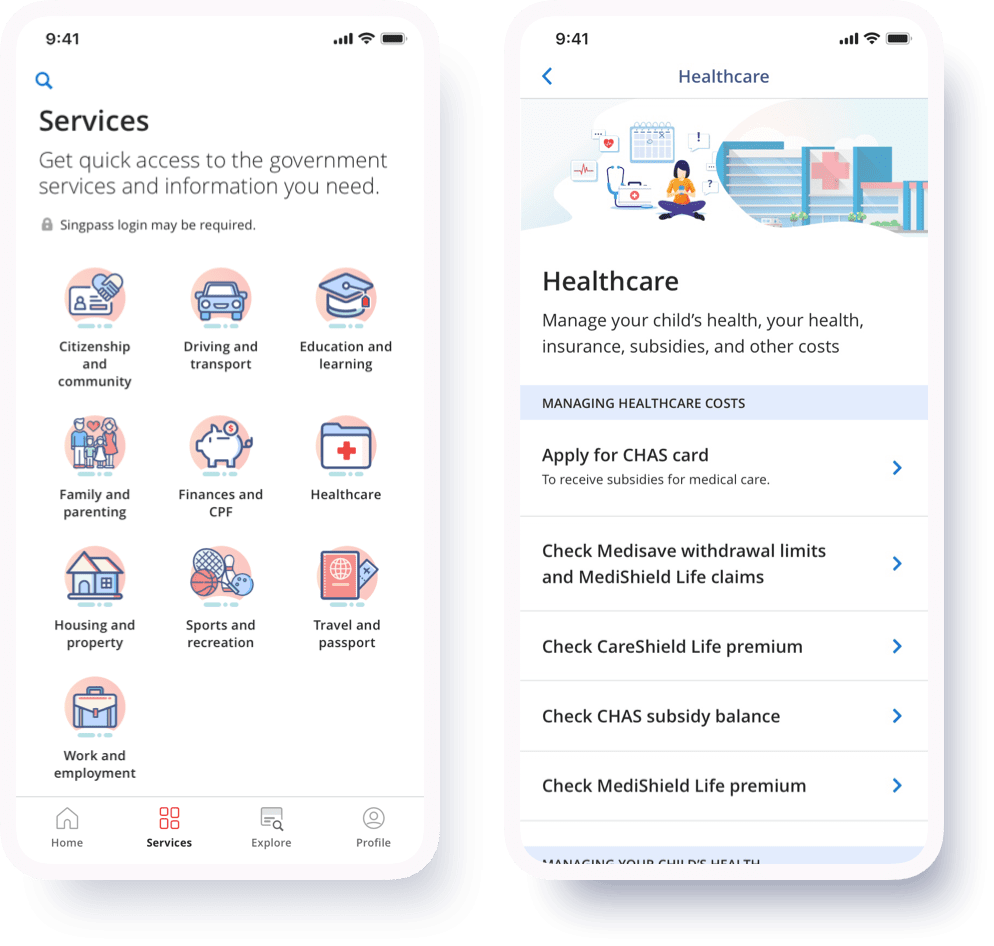 9:41
Services
Get quick access to the government
services and information you need.
Singpass login may be required.
Citizenship
and
community
Driving and
transport
Education and
learning
Family and
parenting
Finances and
CPF
Healthcare
Housing and
property
Sports and
recreation
Travel and
passport
Work and
employment
Home
Services
Explore
Profile
9:41
Healthcare
Healthcare
Manage your child’s health, your health,
insurance, subsidies, and other costs
MANAGING HEALTHCARE COSTS
Apply for CHAS card
To receive subsidies for medical care.
Check Medisave withdrawal limits
and MediShield Life claims
Check CareShield Life premium
Check CHAS subsidy balance
Check MediShield Life premium
MANAGING YOUR CHILD’S HEALTH